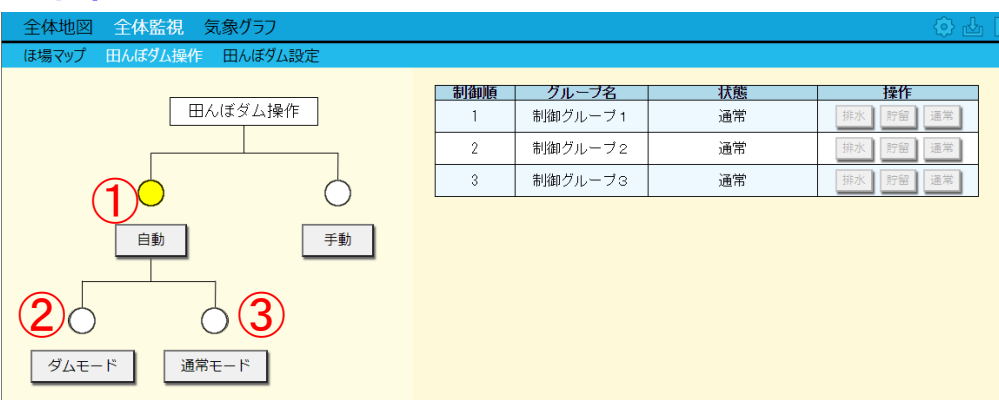 全体地図 全体監視 気象グラフ
ほ場マップ 田んぼダム操作 田んぼダム設定
田んぼダム操作
①
自動
手動
②
③
ダムモード
通常モード
制御順 グループ名 状態 操作
1 制御グループ1 通常 排水 貯留 通常
2 制御グループ2 通常 排水 貯留 通常
3 制御グループ3 通常 排水 貯留 通常